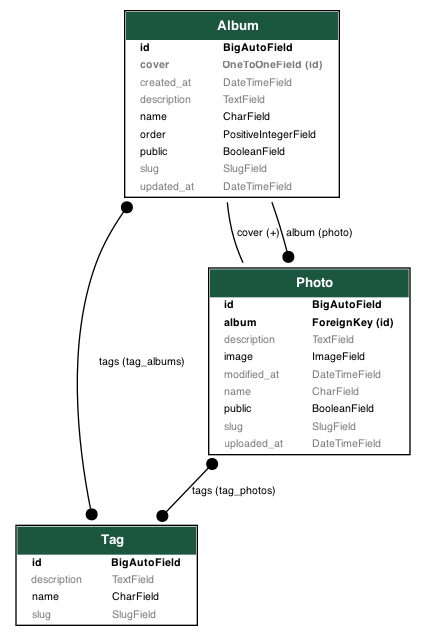 Album
id BigAutoField
cover OneToOneField (id)
created_at DateTimeField
description TextField
name CharField
order PositiveIntegerField
public BooleanField
slug SlugField
updated_at DateTimeField
cover (+) album (photo)
Photo
id BigAutoField
album ForeignKey (id)
description TextField
image ImageField
modified_at DateTimeField
name CharField
public BooleanField
slug SlugField
uploaded_at DateTimeField
tags (tag_albums)
tags (tag_photos)
Tag
id BigAutoField
description TextField
name CharField
slug SlugField